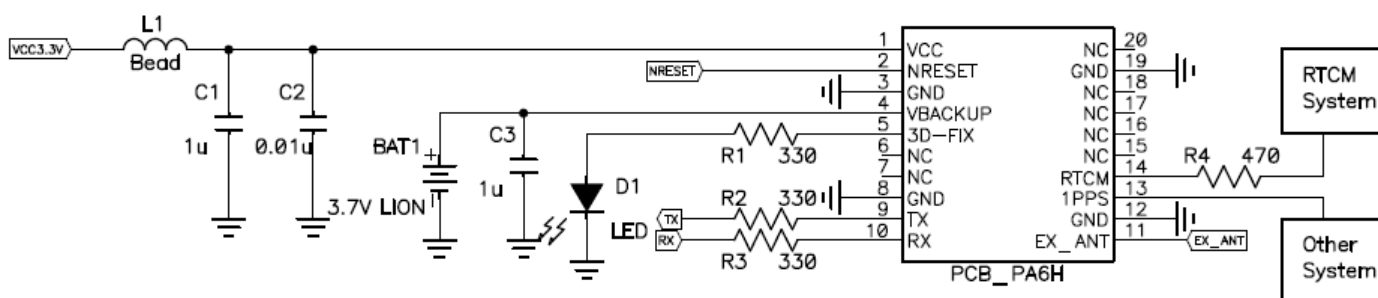 VCC3.3V
L1
Bead
C1
1u
C2
0.01u
BAT1
+
3.7V LION
C3
1u
D1
LED
NRESET
R1 330
R2 330
R3 330
TX
RX
1 VCC
2 NRESET
3 GND
4 VBACKUP
5 3D-FIX
6 NC
7 NC
8 GND
9 TX
10 RX
NC 20
GND 19
NC 18
NC 17
NC 16
NC 15
RTCM 14
1PPS 13
GND 12
EX_ANT 11
PCB_PA6H
EX_ANT
R4 470
RTCM
System
Other
System